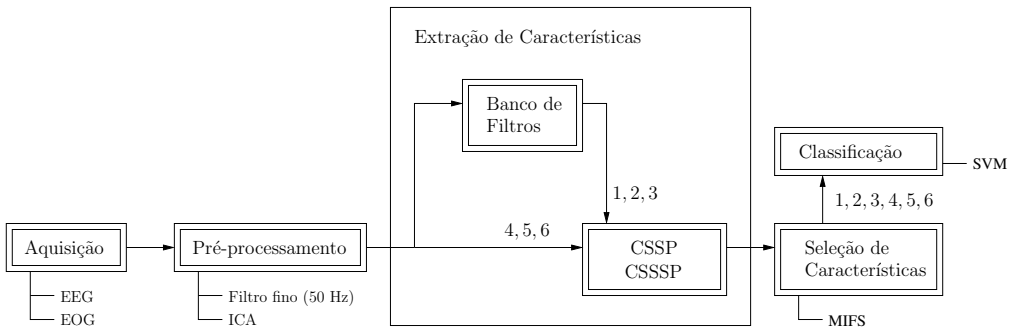 Extração de Características
Banco de
Filtros
Classificação
SVM
1, 2, 3
1, 2, 3, 4, 5, 6
4, 5, 6
Aquisição
Pré-processamento
CSSP
CSSSP
Seleção de
Características
EEG
EOG
Filtro fino (50 Hz)
ICA
MIFS